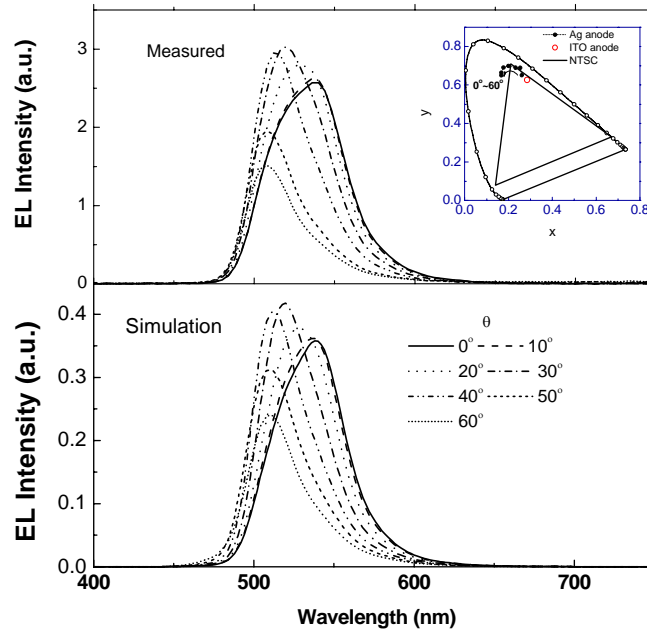 Measured
EL Intensity (a.u.)
3
2
1
0
Ag anode
ITO anode
NTSC
0°~60°
y
0.8
0.6
0.4
0.2
0.0
0.0 0.2 0.4 0.6 0.8
x
Simulation
EL Intensity (a.u.)
0.4
0.3
0.2
0.1
0.0
θ
0° 10°
20° 30°
40° 50°
60°
400 500 600 700
Wavelength (nm)